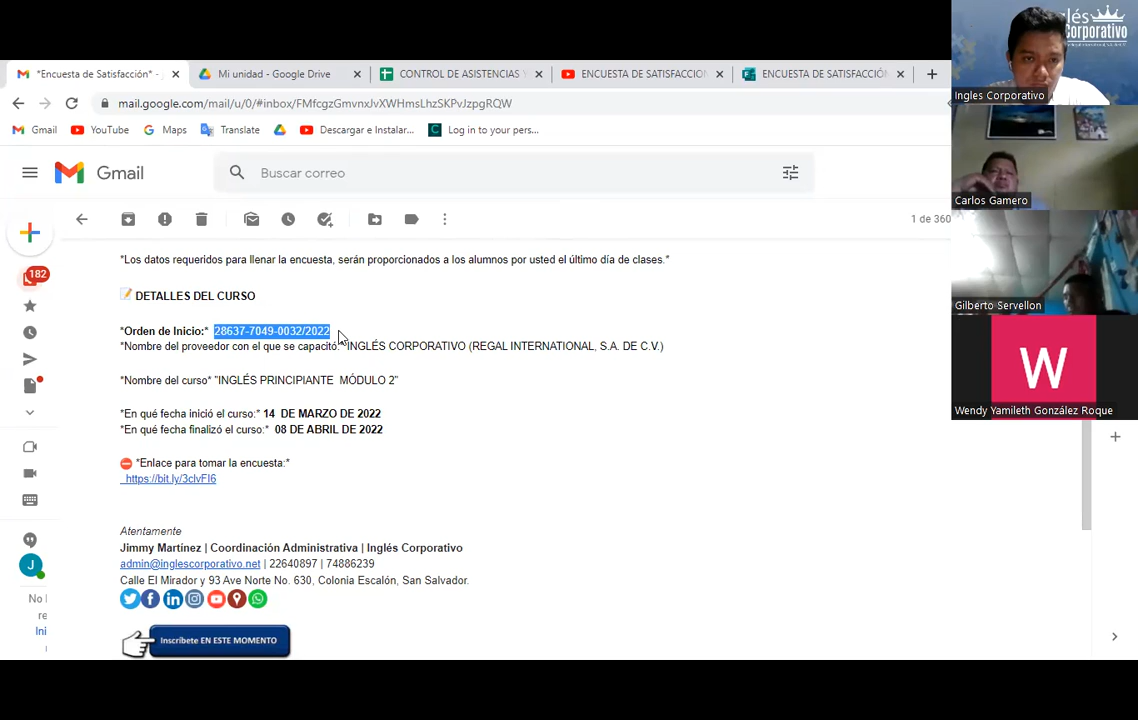 *Encuesta de Satisfacción* -
Mi unidad - Google Drive
CONTROL DE ASISTENCIAS Y
ENCUESTA DE SATISFACCION
ENCUESTA DE SATISFACCIÓN
mail.google.com/mail/u/0/#inbox/FMfcgzGmvnxJvXWHmsLhzSKPvJzpgRQW
Gmail
YouTube
Maps
Translate
Descargar e Instalar...
Log in to your pers...
Gmail
Buscar correo
1 de 360
182
*Los datos requeridos para llenar la encuesta, serán proporcionados a los alumnos por usted el último día de clases.*
DETALLES DEL CURSO
*Orden de Inicio:* 28637-7049-0032/2022
*Nombre del proveedor con el que se capacitó: *INGLÉS CORPORATIVO (REGAL INTERNATIONAL, S.A. DE C.V.)
*Nombre del curso* "INGLÉS PRINCIPIANTE MÓDULO 2"
*En qué fecha inició el curso:* 14 DE MARZO DE 2022
*En qué fecha finalizó el curso:* 08 DE ABRIL DE 2022
*Enlace para tomar la encuesta:*
https://bit.ly/3clvFI6
Atentamente
Jimmy Martínez | Coordinación Administrativa | Inglés Corporativo
admin@inglescorporativo.net | 22640897 | 74886239
Calle El Mirador y 93 Ave Norte No. 630, Colonia Escalón, San Salvador.
Inscríbete EN ESTE MOMENTO
J
No
re
Ini
Corporativo
Ingles Corporativo
Carlos Gamero
Gilberto Servellon
W
Wendy Yamileth González Roque